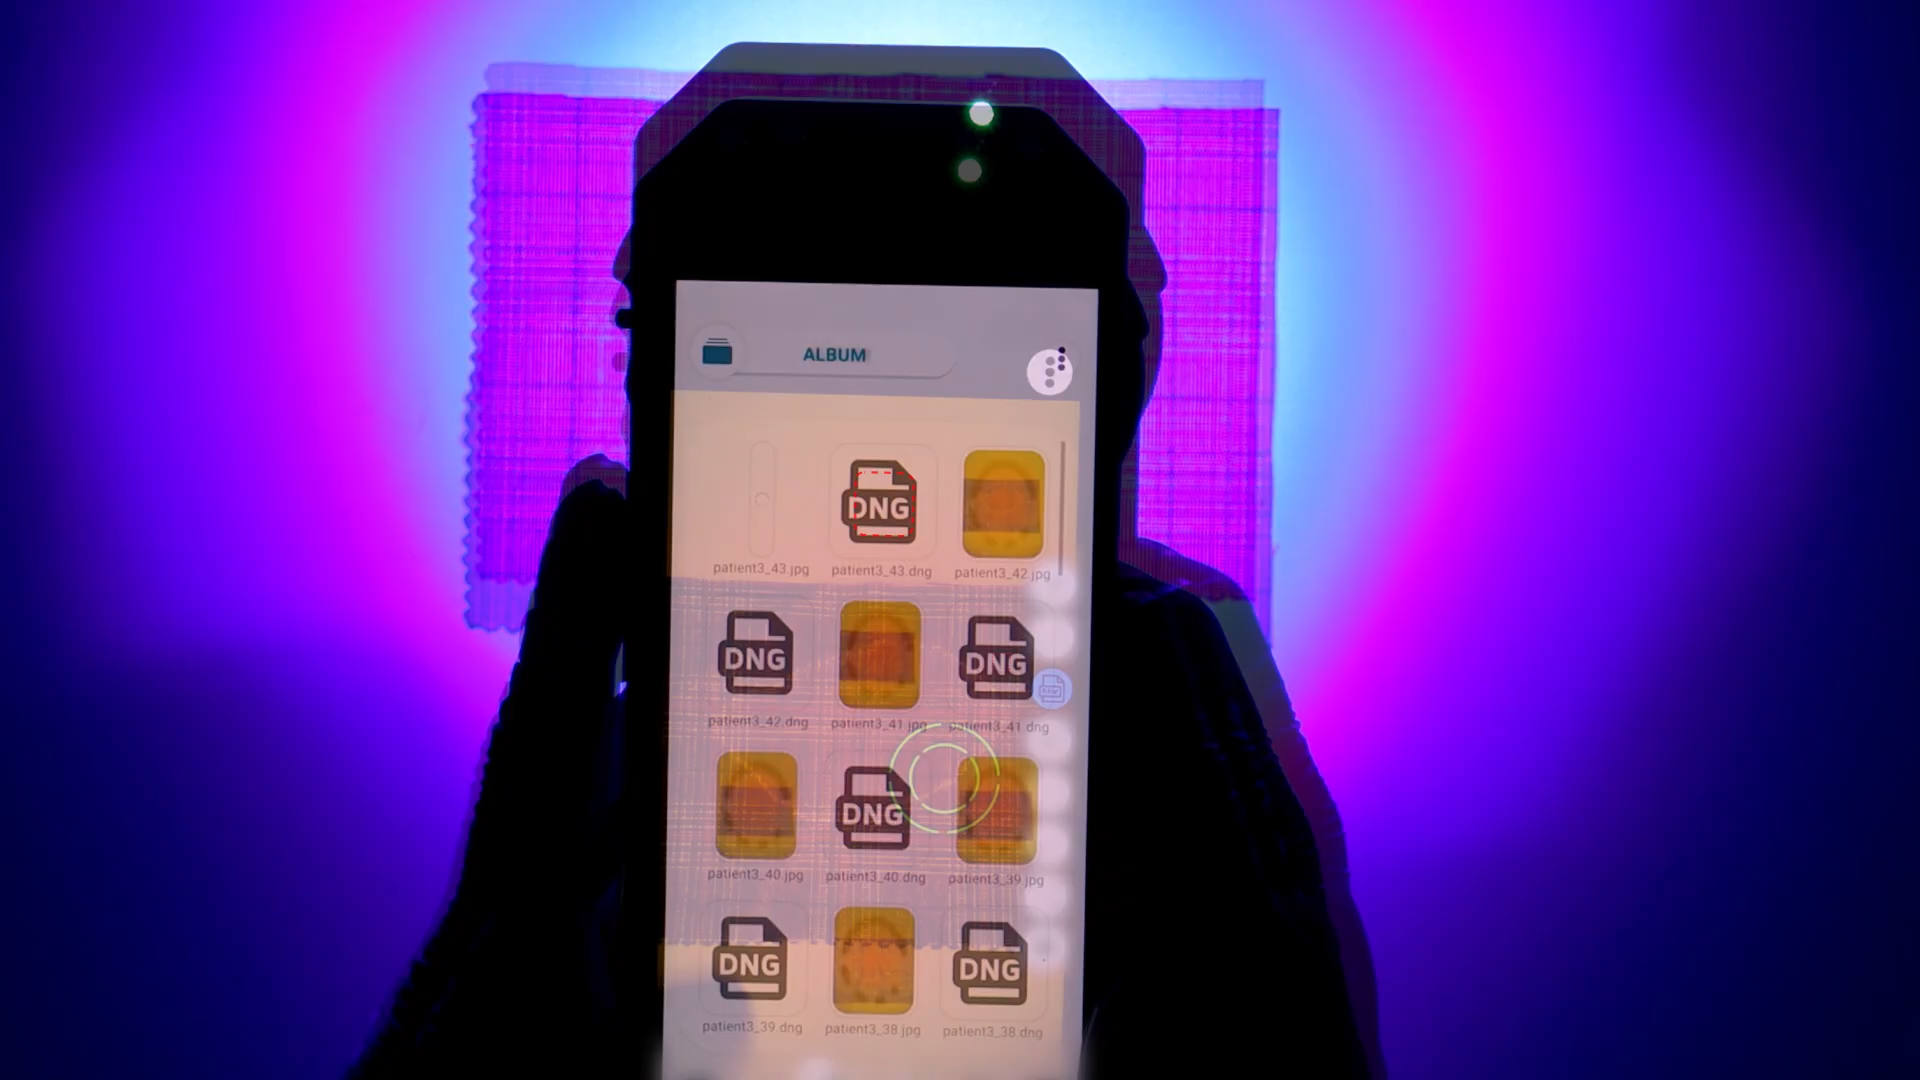 ALBUM
DNG
patient3_43.jpg patient3_43.dng patient3_42.jpg
DNG DNG
patient3_42.dng patient3_41.jpg patient3_41.dng
DNG
patient3_40.jpg patient3_40.dng patient3_39.jpg
DNG DNG
patient3_39.dng patient3_38.jpg patient3_38.dng